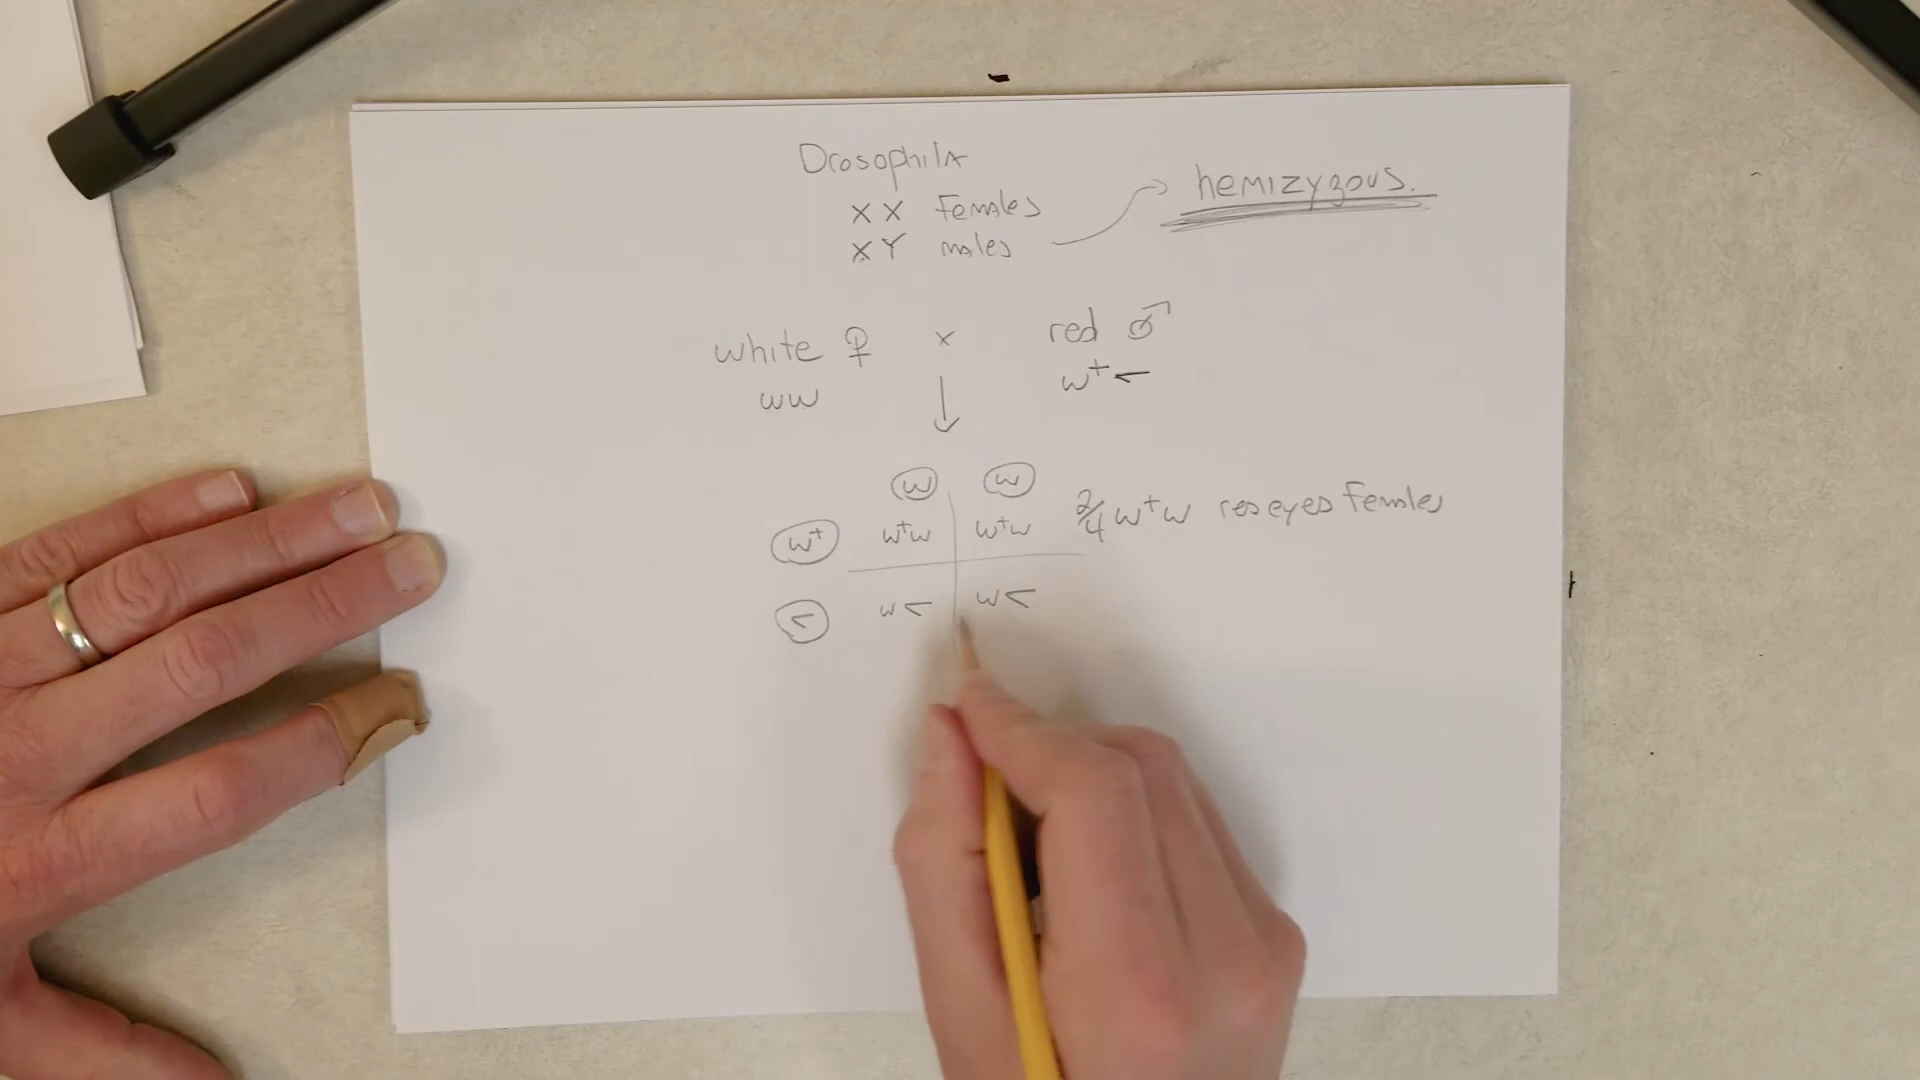 DrosophilA
XX Females
XY males
hemizygous.
white ♀ x red ♂
ww w⁺<
w w
w⁺ w⁺w w⁺w 2/4 w⁺w red eyed Females
< w< w<